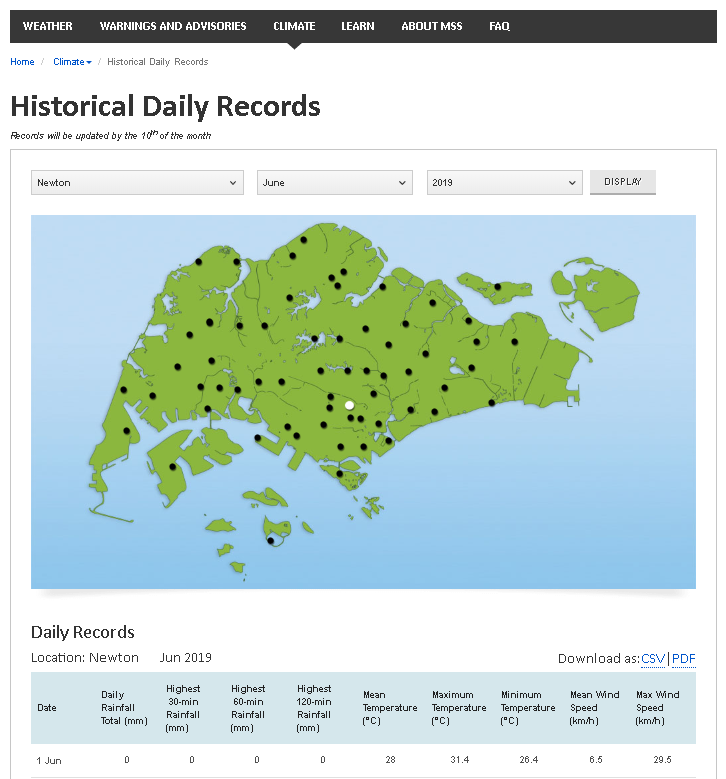 WEATHER WARNINGS AND ADVISORIES CLIMATE LEARN ABOUT MSS FAQ
Home / Climate / Historical Daily Records
Historical Daily Records
Records will be updated by the 10th of the month
Newton June 2019 DISPLAY
Daily Records
Location: Newton Jun 2019 Download as: CSV | PDF
Date Daily Rainfall Total (mm) Highest 30-min Rainfall (mm) Highest 60-min Rainfall (mm) Highest 120-min Rainfall (mm) Mean Temperature (°C) Maximum Temperature (°C) Minimum Temperature (°C) Mean Wind Speed (km/h) Max Wind Speed (km/h)
1 Jun 0 0 0 0 28 31.4 26.4 6.5 29.5